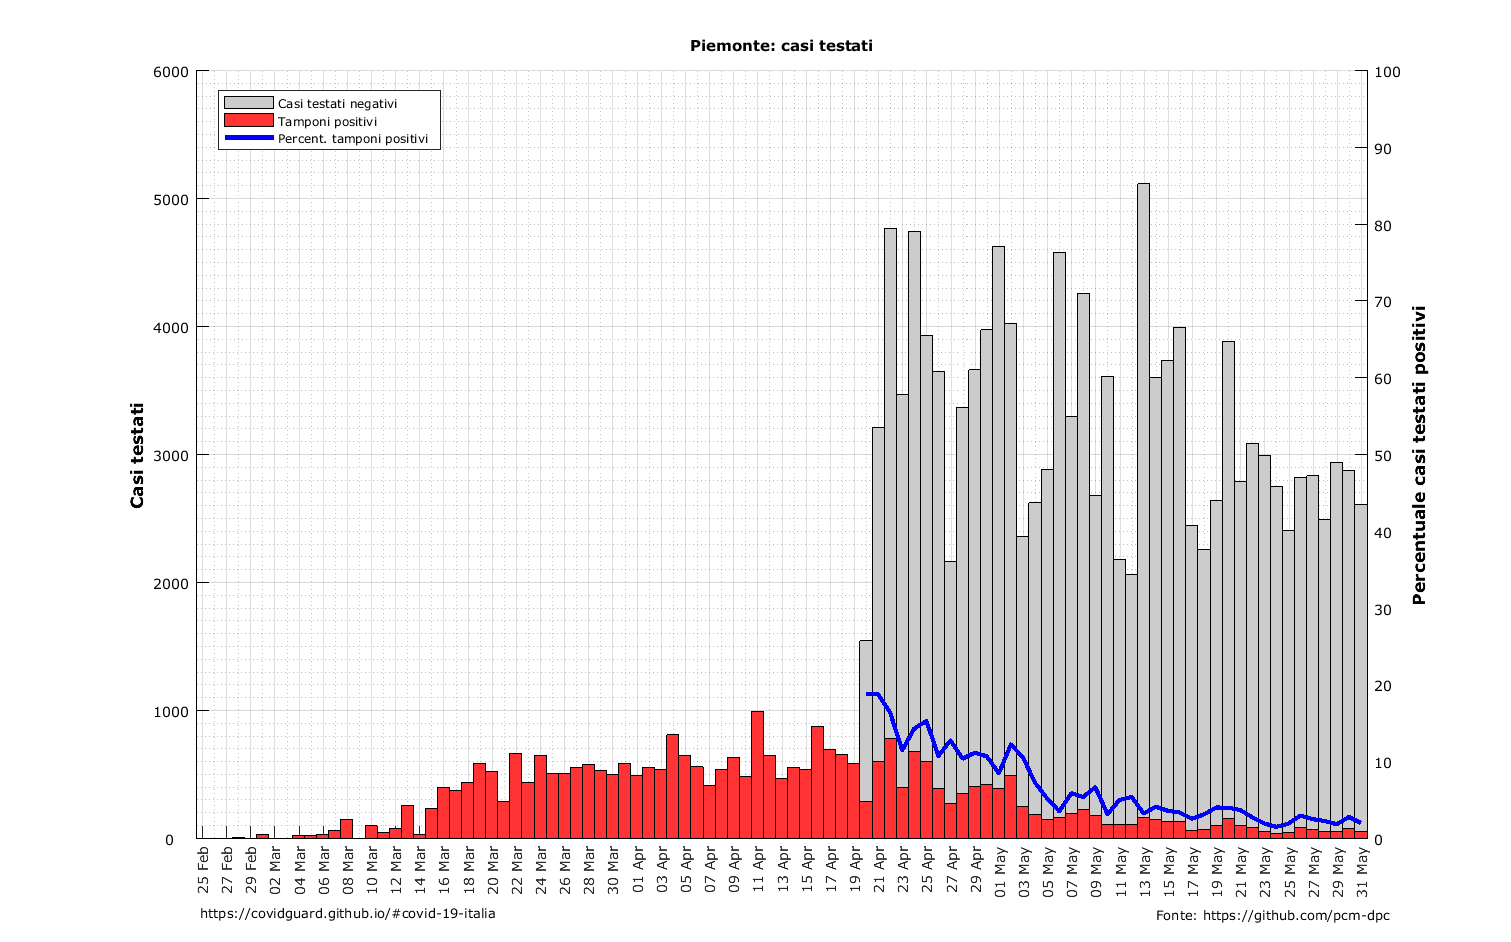 Piemonte: casi testati
6000
5000
4000
3000
2000
1000
0
Casi testati
Casi testati negativi
Tamponi positivi
Percent. tamponi positivi
100
90
80
70
60
50
40
30
20
10
0
Percentuale casi testati positivi
25 Feb
27 Feb
29 Feb
02 Mar
04 Mar
06 Mar
08 Mar
10 Mar
12 Mar
14 Mar
16 Mar
18 Mar
20 Mar
22 Mar
24 Mar
26 Mar
28 Mar
30 Mar
01 Apr
03 Apr
05 Apr
07 Apr
09 Apr
11 Apr
13 Apr
15 Apr
17 Apr
19 Apr
21 Apr
23 Apr
25 Apr
27 Apr
29 Apr
01 May
03 May
05 May
07 May
09 May
11 May
13 May
15 May
17 May
19 May
21 May
23 May
25 May
27 May
29 May
31 May
https://covidguard.github.io/#covid-19-italia
Fonte: https://github.com/pcm-dpc